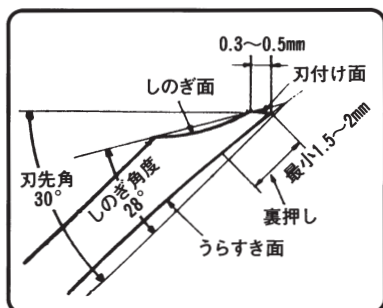 0.3〜0.5mm
刃付け面
しのぎ面
最小1.5〜2mm
刃先角
30°
しのぎ角度
28°
裏押し
うらすき面